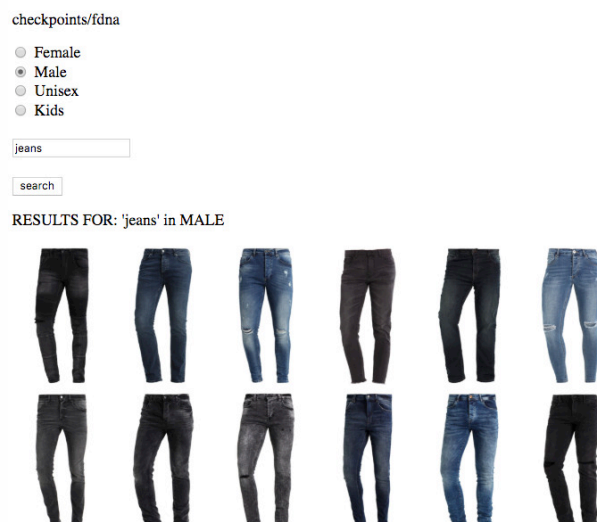 checkpoints/fdna
Female
Male
Unisex
Kids
jeans
search
RESULTS FOR: 'jeans' in MALE